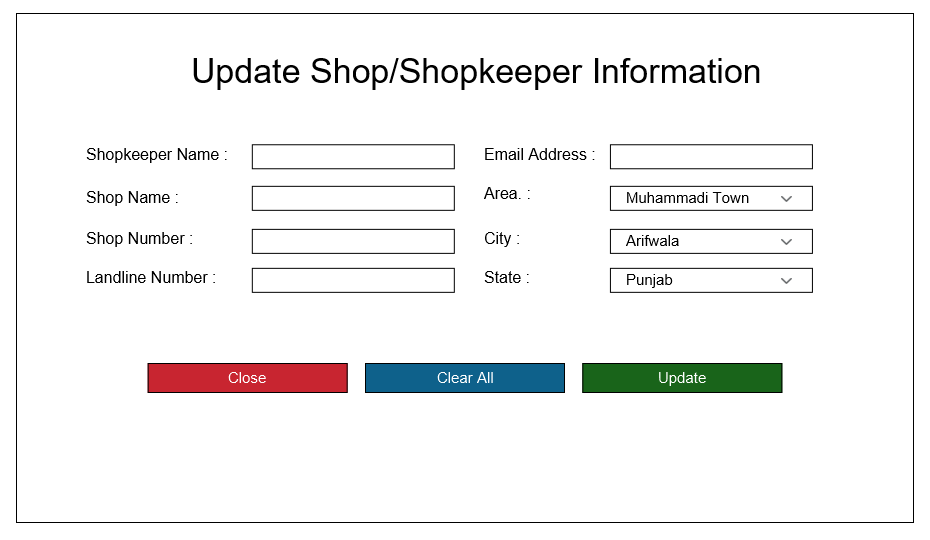 Update Shop/Shopkeeper Information
Shopkeeper Name :
Email Address :
Shop Name :
Area. :
Muhammadi Town
Shop Number :
City :
Arifwala
Landline Number :
State :
Punjab
Close
Clear All
Update